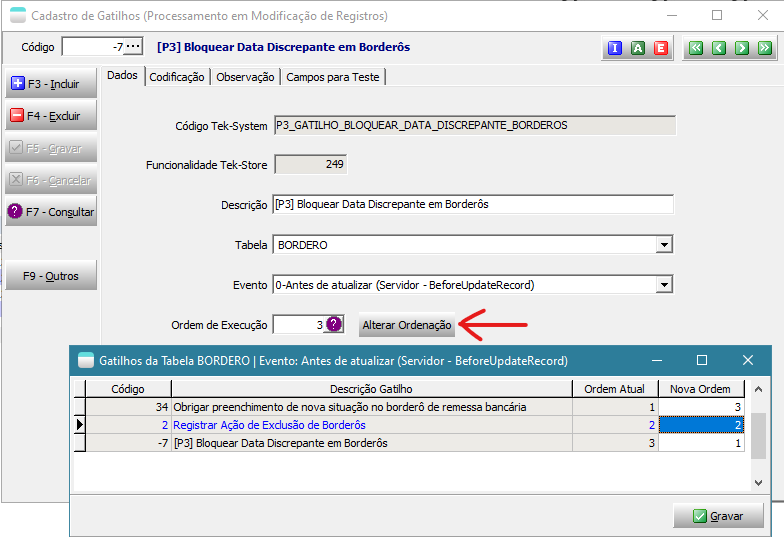 Cadastro de Gatilhos (Processamento em Modificação de Registros)
Código -7 ... [P3] Bloquear Data Discrepante em Borderôs I A E
F3 - Incluir
F4 - Excluir
F5 - Gravar
F6 - Cancelar
? F7 - Consultar
F9 - Outros
Dados Codificação Observação Campos para Teste
Código Tek-System P3_GATILHO_BLOQUEAR_DATA_DISCREPANTE_BORDEROS
Funcionalidade Tek-Store 249
Descrição [P3] Bloquear Data Discrepante em Borderôs
Tabela BORDERO
Evento 0-Antes de atualizar (Servidor - BeforeUpdateRecord)
Ordem de Execução 3 ? Alterar Ordenação
Gatilhos da Tabela BORDERO | Evento: Antes de atualizar (Servidor - BeforeUpdateRecord)
Código Descrição Gatilho Ordem Atual Nova Ordem
34 Obrigar preenchimento de nova situação no borderô de remessa bancária 1 3
2 Registrar Ação de Exclusão de Borderôs 2 2
-7 [P3] Bloquear Data Discrepante em Borderôs 3 1
Gravar